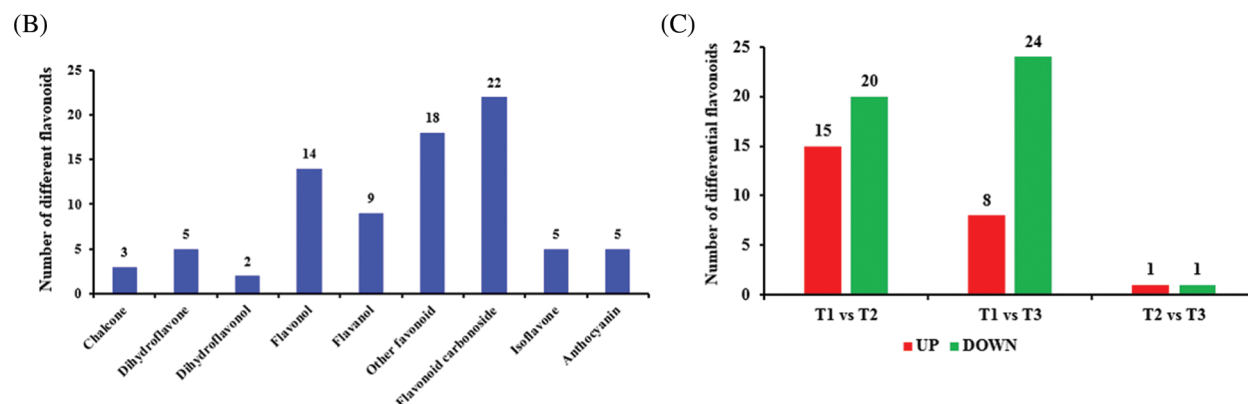 (B)
Number of different flavonoids
25
20
15
10
5
0
3
5
2
14
9
18
22
5
5
Chalcone
Dihydroflavone
Dihydroflavonol
Flavonol
Flavanol
Other favonoid
Flavonoid carbonoside
Isoflavone
Anthocyanin
(C)
Number of differential flavonoids
25
20
15
10
5
0
15
20
8
24
1
1
T1 vs T2
T1 vs T3
T2 vs T3
UP DOWN